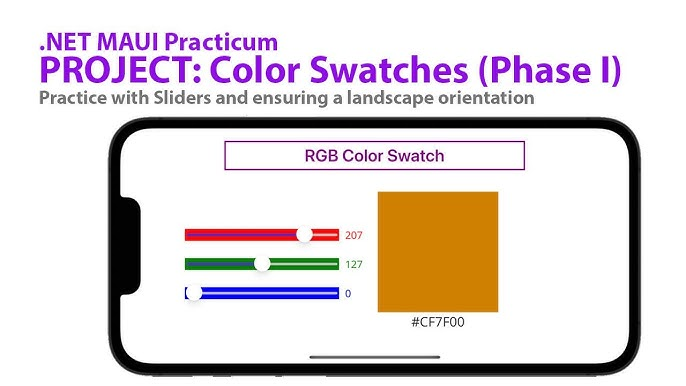 .NET MAUI Practicum
PROJECT: Color Swatches (Phase I)
Practice with Sliders and ensuring a landscape orientation
RGB Color Swatch
207
127
0
#CF7F00